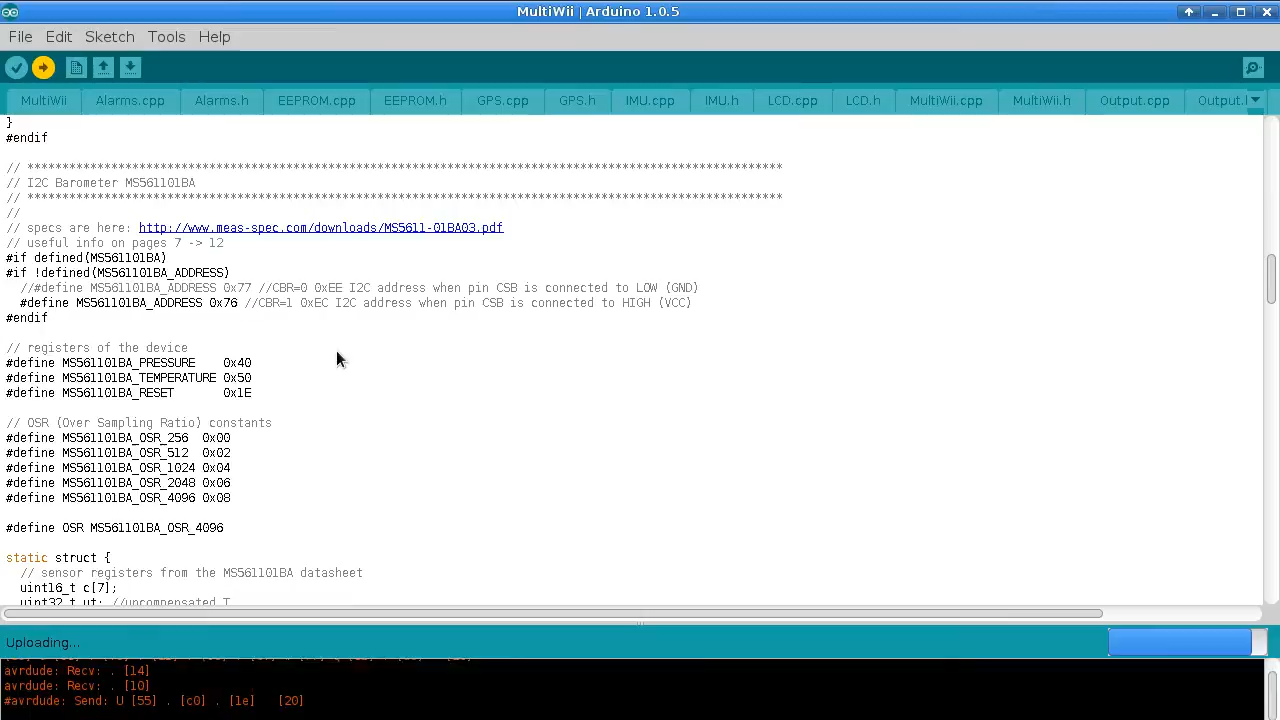 MultiWii | Arduino 1.0.5
File Edit Sketch Tools Help
MultiWii Alarms.cpp Alarms.h EEPROM.cpp EEPROM.h GPS.cpp GPS.h IMU.cpp IMU.h LCD.cpp LCD.h MultiWii.cpp MultiWii.h Output.cpp Output.l
}
#endif
// ************************************************************************************************************
// I2C Barometer MS561101BA
// ************************************************************************************************************
//
// specs are here: http://www.meas-spec.com/downloads/MS5611-01BA03.pdf
// useful info on pages 7 -> 12
#if defined(MS561101BA)
#if !defined(MS561101BA_ADDRESS)
//#define MS561101BA_ADDRESS 0x77 //CBR=0 0xEE I2C address when pin CSB is connected to LOW (GND)
#define MS561101BA_ADDRESS 0x76 //CBR=1 0xEC I2C address when pin CSB is connected to HIGH (VCC)
#endif
// registers of the device
#define MS561101BA_PRESSURE    0x40
#define MS561101BA_TEMPERATURE 0x50
#define MS561101BA_RESET       0x1E
// OSR (Over Sampling Ratio) constants
#define MS561101BA_OSR_256  0x00
#define MS561101BA_OSR_512  0x02
#define MS561101BA_OSR_1024 0x04
#define MS561101BA_OSR_2048 0x06
#define MS561101BA_OSR_4096 0x08
#define OSR MS561101BA_OSR_4096
static struct {
// sensor registers from the MS561101BA datasheet
uint16_t c[7];
uint32_t ut; //uncompensated T
Uploading...
avrdude: Recv: . [14]
avrdude: Recv: . [10]
#avrdude: Send: U [55] . [c0] . [1e]   [20]